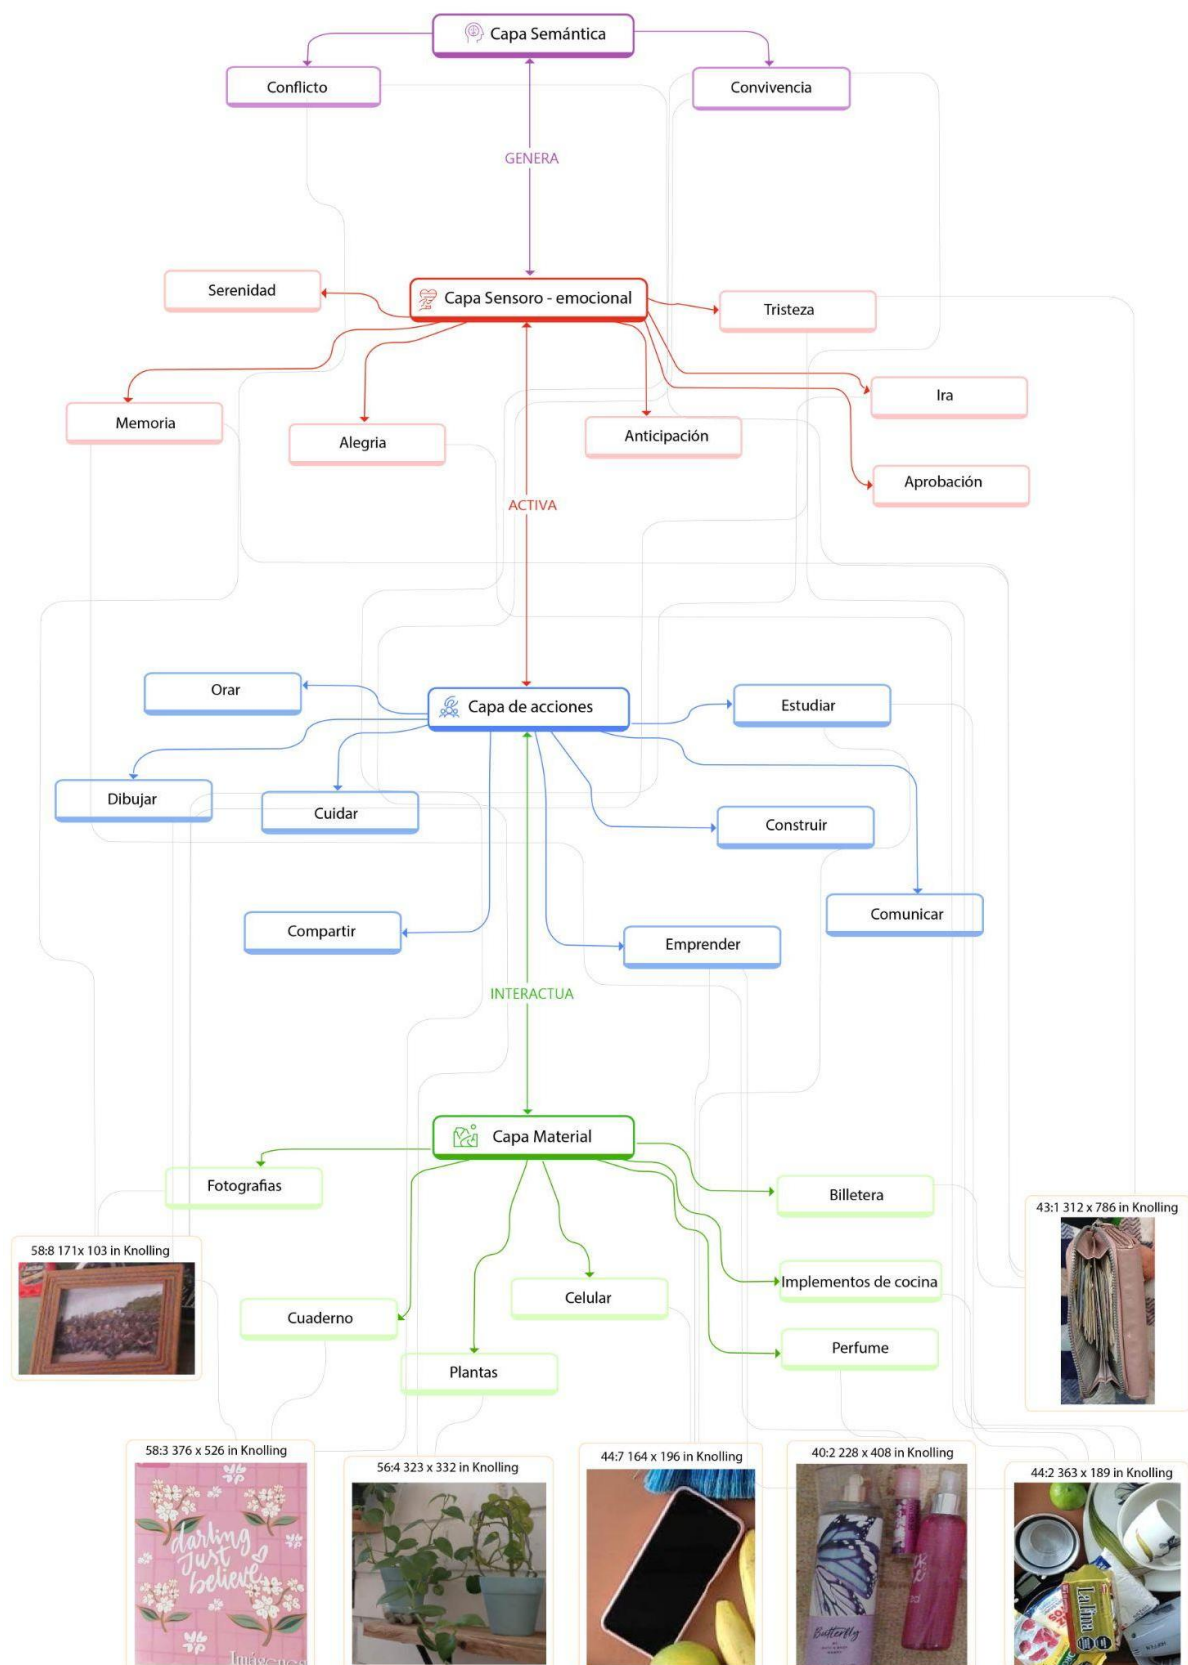 Capa Semántica
Conflicto
Convivencia
GENERA
Serenidad
Capa Sensoro - emocional
Tristeza
Ira
Memoria
Alegria
Anticipación
Aprobación
ACTIVA
Orar
Capa de acciones
Estudiar
Dibujar
Cuidar
Construir
Compartir
Comunicar
Emprender
INTERACTUA
Capa Material
Fotografias
Billetera
43:1 312 x 786 in Knolling
58:8 171x 103 in Knolling
Implementos de cocina
Celular
Cuaderno
Perfume
Plantas
58:3 376 x 526 in Knolling
56:4 323 x 332 in Knolling
44:7 164 x 196 in Knolling
40:2 228 x 408 in Knolling
44:2 363 x 189 in Knolling
darling
just
believe
Imágenes
Butterfly
La Fina